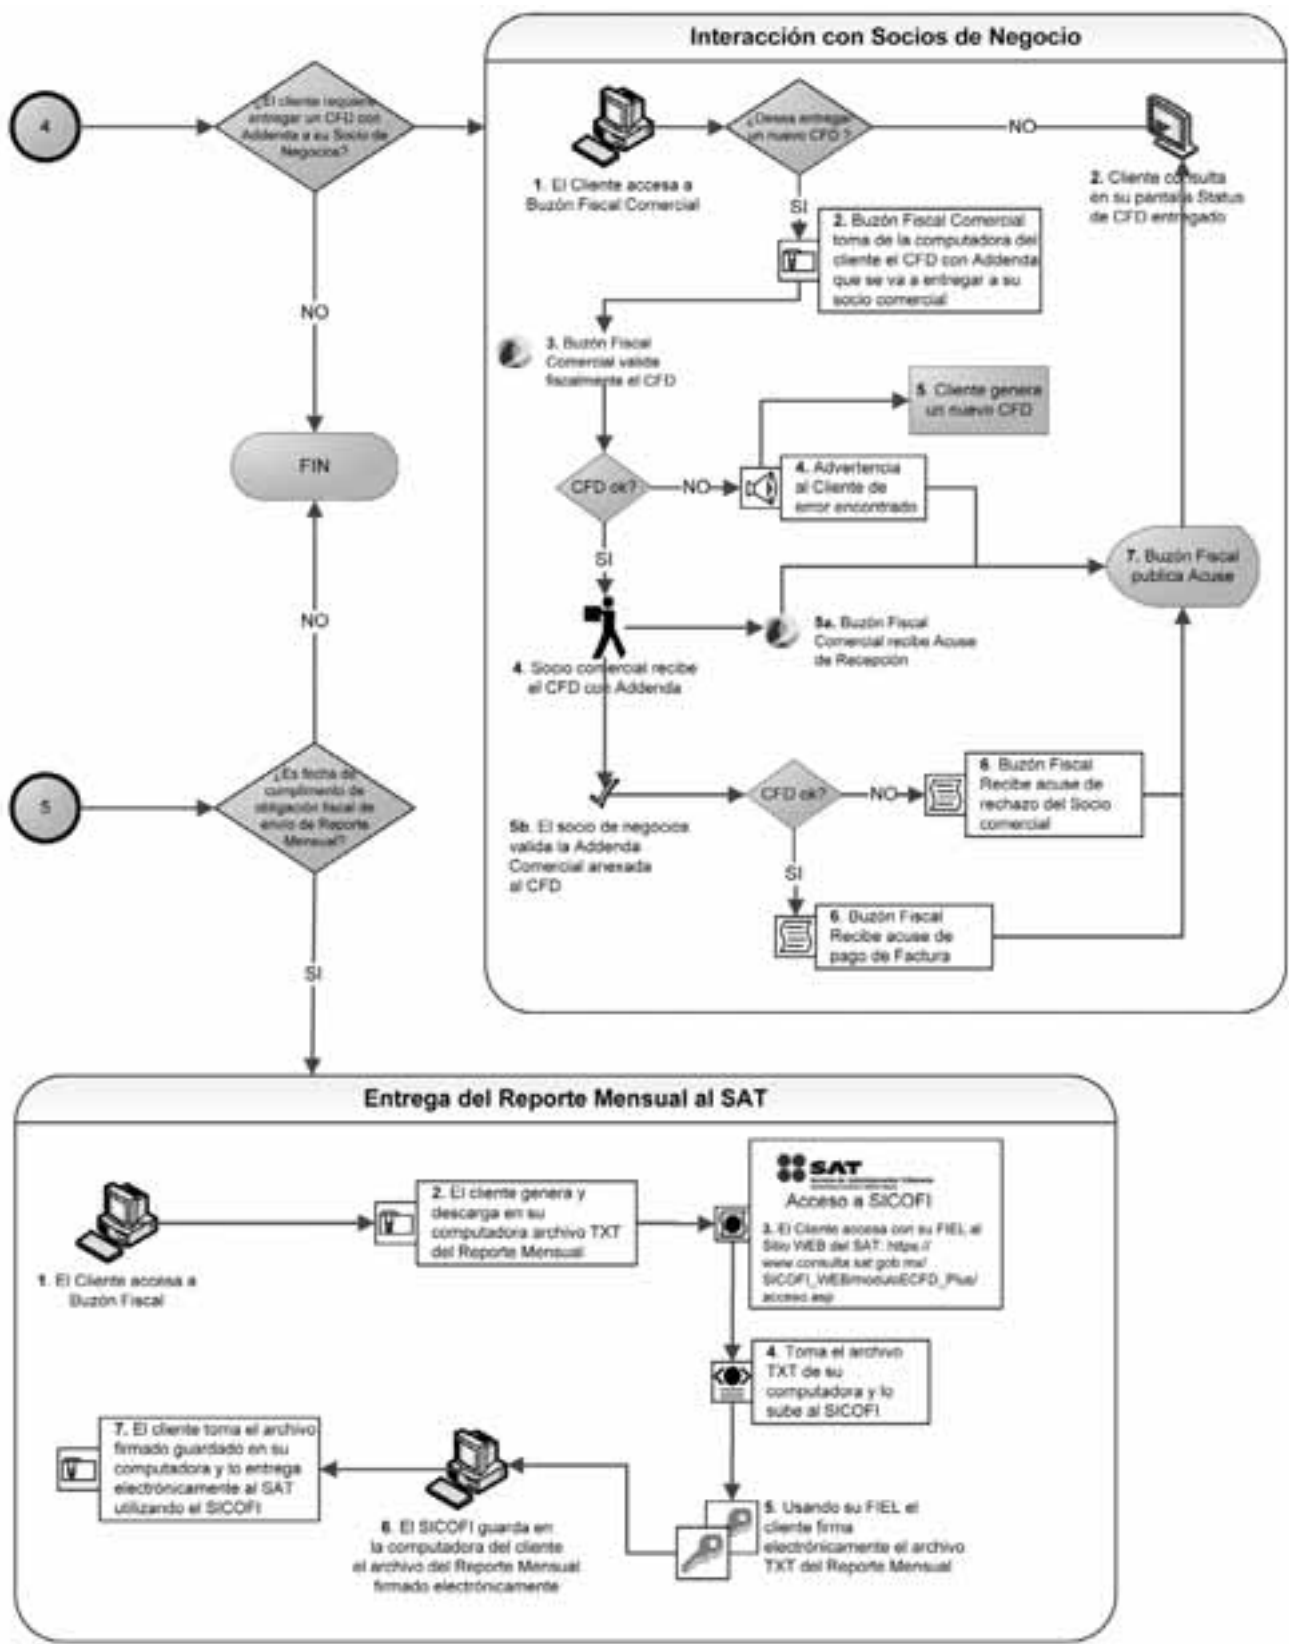 Interacción con Socios de Negocio
4
¿El cliente requiere
entregar un CFD con
Addenda a su Socio de
Negocios?
¿Desea entregar
un nuevo CFD ?
NO
1. El Cliente accesa a
Buzón Fiscal Comercial
2. Cliente consulta
en su pantalla Status
de CFD entregado
SI
2. Buzón Fiscal Comercial
toma de la computadora del
cliente el CFD con Addenda
que se va a entregar a su
socio comercial
NO
3. Buzón Fiscal
Comercial valida
fiscalmente el CFD
5. Cliente genera
un nuevo CFD
FIN
CFD ok?
NO
4. Advertencia
al Cliente de
error encontrado
SI
7. Buzón Fiscal
publica Acuse
NO
5a. Buzón Fiscal
Comercial recibe Acuse
de Recepción
4. Socio comercial recibe
el CFD con Addenda
5
¿Es fecha de
cumplimento de
obligación fiscal de
envío de Reporte
Mensual?
CFD ok?
NO
6. Buzón Fiscal
Recibe acuse de
rechazo del Socio
comercial
5b. El socio de negocios
valida la Addenda
Comercial anexada
al CFD
SI
6. Buzón Fiscal
Recibe acuse de
pago de Factura
SI
Entrega del Reporte Mensual al SAT
SAT
Acceso a SICOFI
3. El Cliente accesa con su FIEL al
Sitio WEB del SAT: https://
www.consulta.sat.gob.mx/
SICOFI_WEB/moduloECFD_Plus/
acceso.asp
1. El Cliente accesa a
Buzón Fiscal
2. El cliente genera y
descarga en su
computadora archivo TXT
del Reporte Mensual
4. Toma el archivo
TXT de su
computadora y lo
sube al SICOFI
5. Usando su FIEL el
cliente firma
electrónicamente el archivo
TXT del Reporte Mensual
6. El SICOFI guarda en
la computadora del cliente
el archivo del Reporte Mensual
firmado electrónicamente
7. El cliente toma el archivo
firmado guardado en su
computadora y lo entrega
electrónicamente al SAT
utilizando el SICOFI